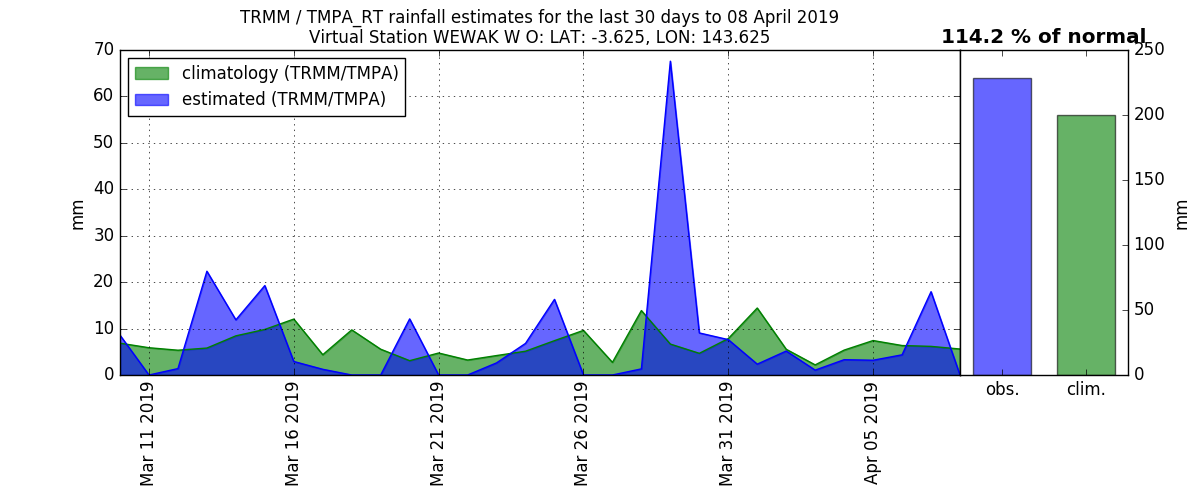 TRMM / TMPA_RT rainfall estimates for the last 30 days to 08 April 2019
Virtual Station WEWAK W O: LAT: -3.625, LON: 143.625
114.2 % of normal
climatology (TRMM/TMPA)
estimated (TRMM/TMPA)
70
60
50
40
30
20
10
0
mm
Mar 11 2019
Mar 16 2019
Mar 21 2019
Mar 26 2019
Mar 31 2019
Apr 05 2019
250
200
150
100
50
0
mm
obs.
clim.